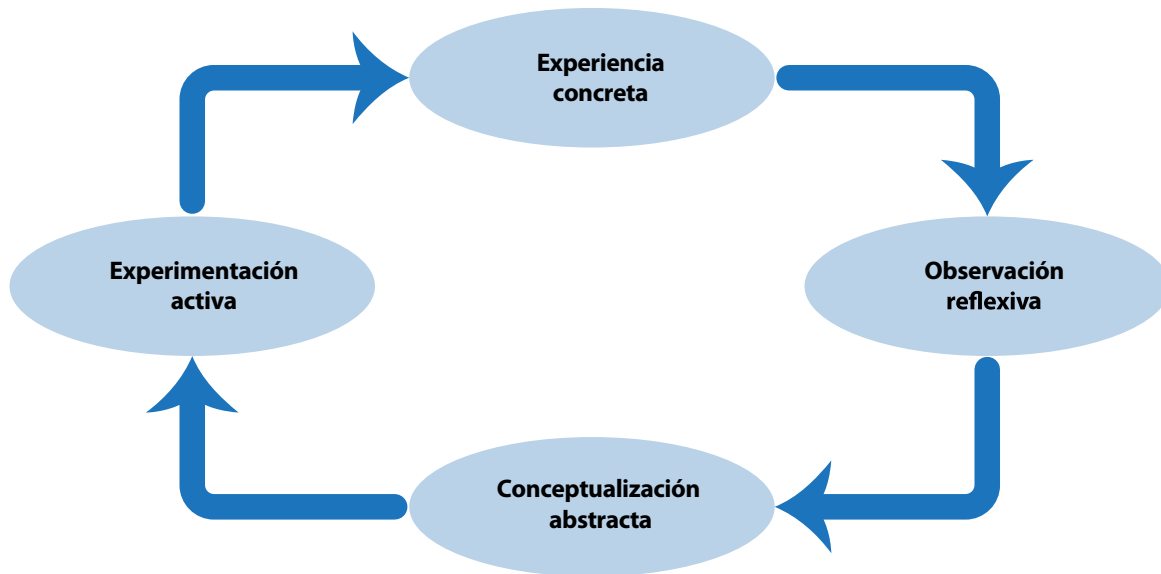 Experiencia
concreta
Experimentación
activa
Observación
reflexiva
Conceptualización
abstracta